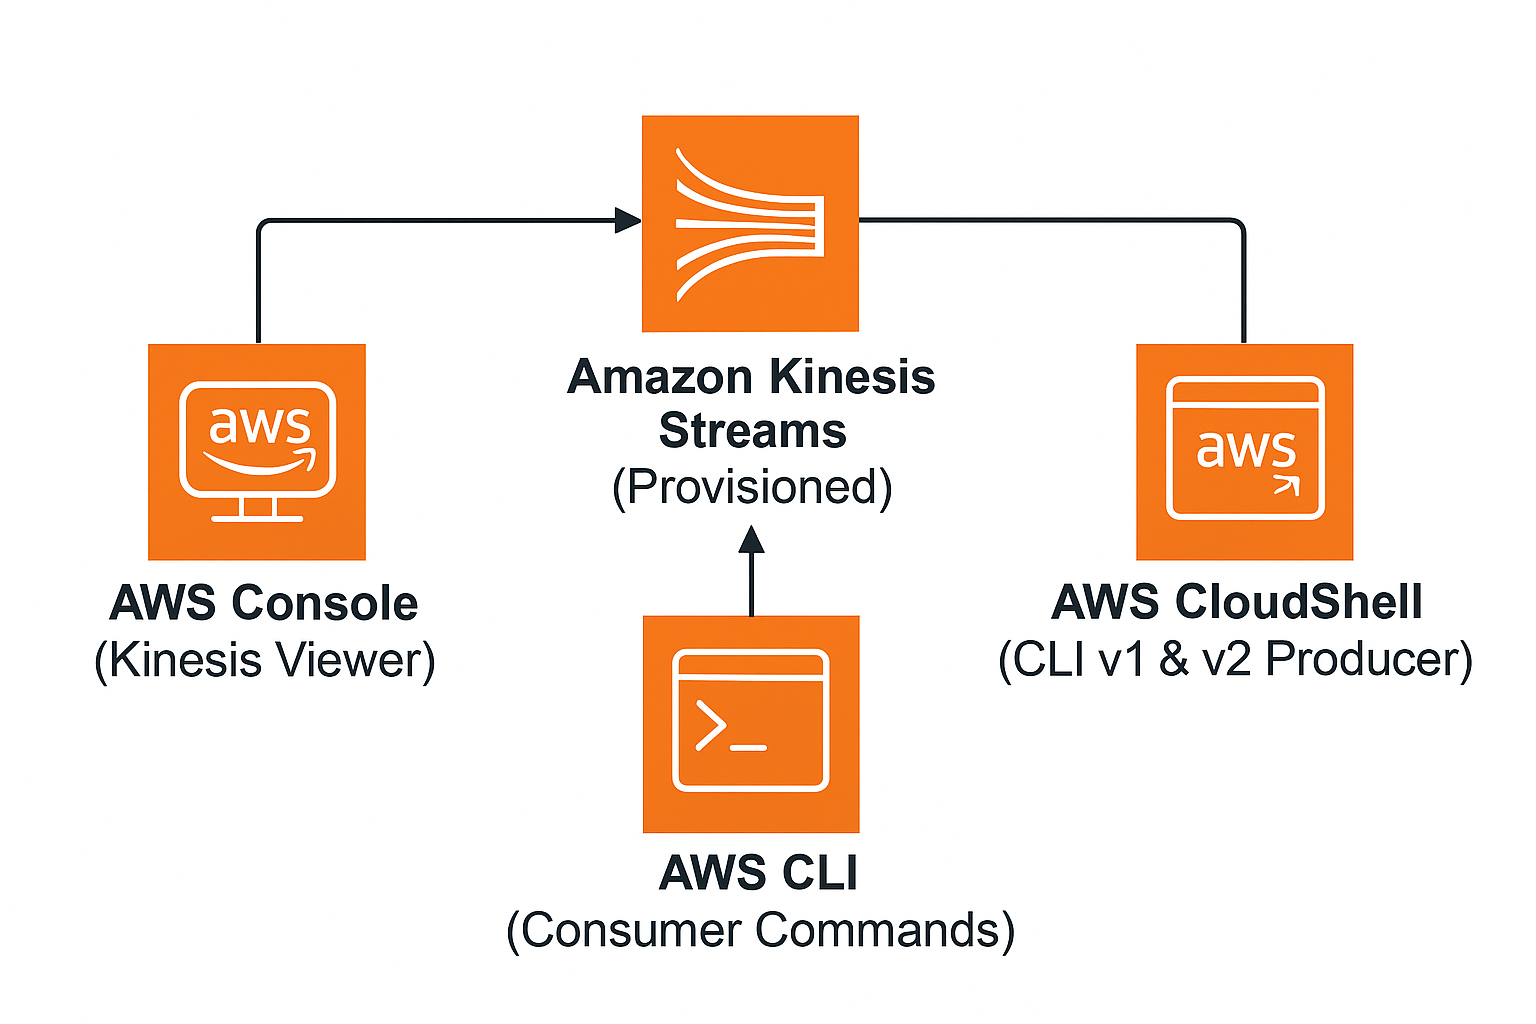 Amazon Kinesis
Streams
(Provisioned)
aws
AWS Console
(Kinesis Viewer)
aws
AWS CloudShell
(CLI v1 & v2 Producer)
>_
AWS CLI
(Consumer Commands)